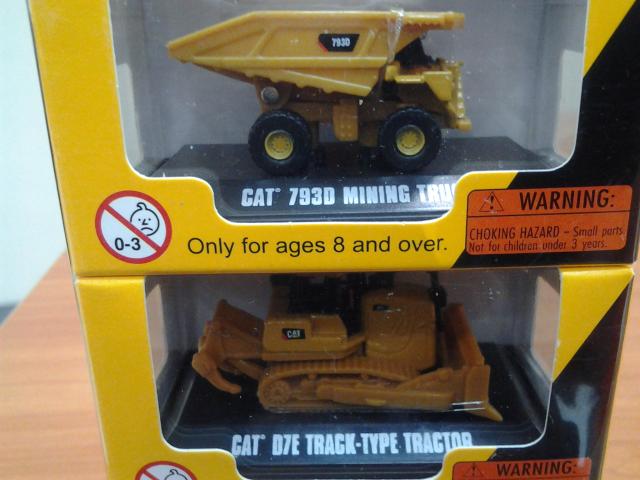 793D
CAT 793D MINING TRU
WARNING:
CHOKING HAZARD – Small parts.
Not for children under 3 years.
0-3
Only for ages 8 and over.
CAT
CAT D7E TRACK-TYPE TRACTOR
WARNING: